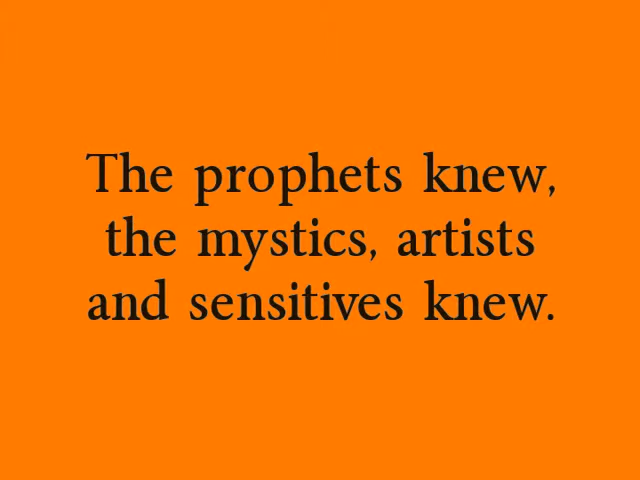 The prophets knew,
the mystics, artists
and sensitives knew.